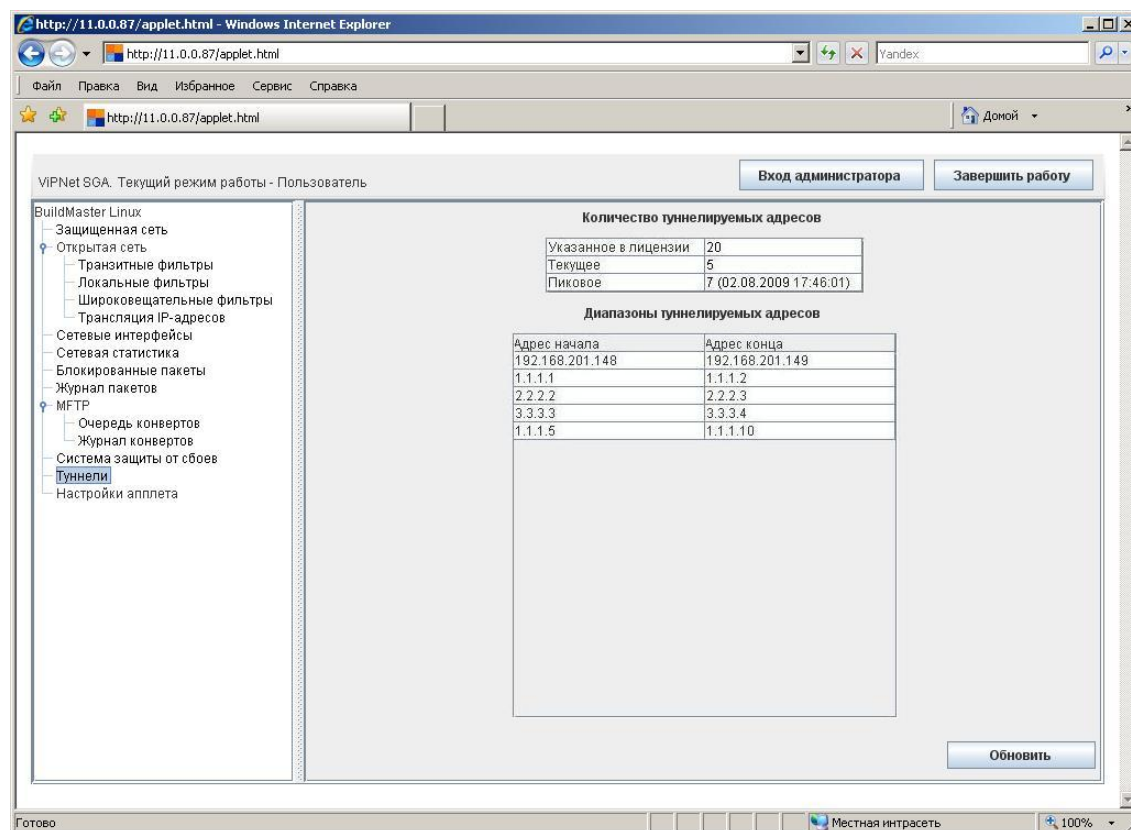 http://11.0.0.87/applet.html - Windows Internet Explorer
http://11.0.0.87/applet.html
Yandex
Файл Правка Вид Избранное Сервис Справка
http://11.0.0.87/applet.html
Домой
ViPNet SGA. Текущий режим работы - Пользователь
Вход администратора
Завершить работу
BuildMaster Linux
Защищенная сеть
Открытая сеть
Транзитные фильтры
Локальные фильтры
Широковещательные фильтры
Трансляция IP-адресов
Сетевые интерфейсы
Сетевая статистика
Блокированные пакеты
Журнал пакетов
MFTP
Очередь конвертов
Журнал конвертов
Система защиты от сбоев
Туннели
Настройки апплета
Количество туннелируемых адресов
Указанное в лицензии 20
Текущее 5
Пиковое 7 (02.08.2009 17:46:01)
Диапазоны туннелируемых адресов
Адрес начала Адрес конца
192.168.201.148 192.168.201.149
1.1.1.1 1.1.1.2
2.2.2.2 2.2.2.3
3.3.3.3 3.3.3.4
1.1.1.5 1.1.1.10
Обновить
Готово
Местная интрасеть
100%